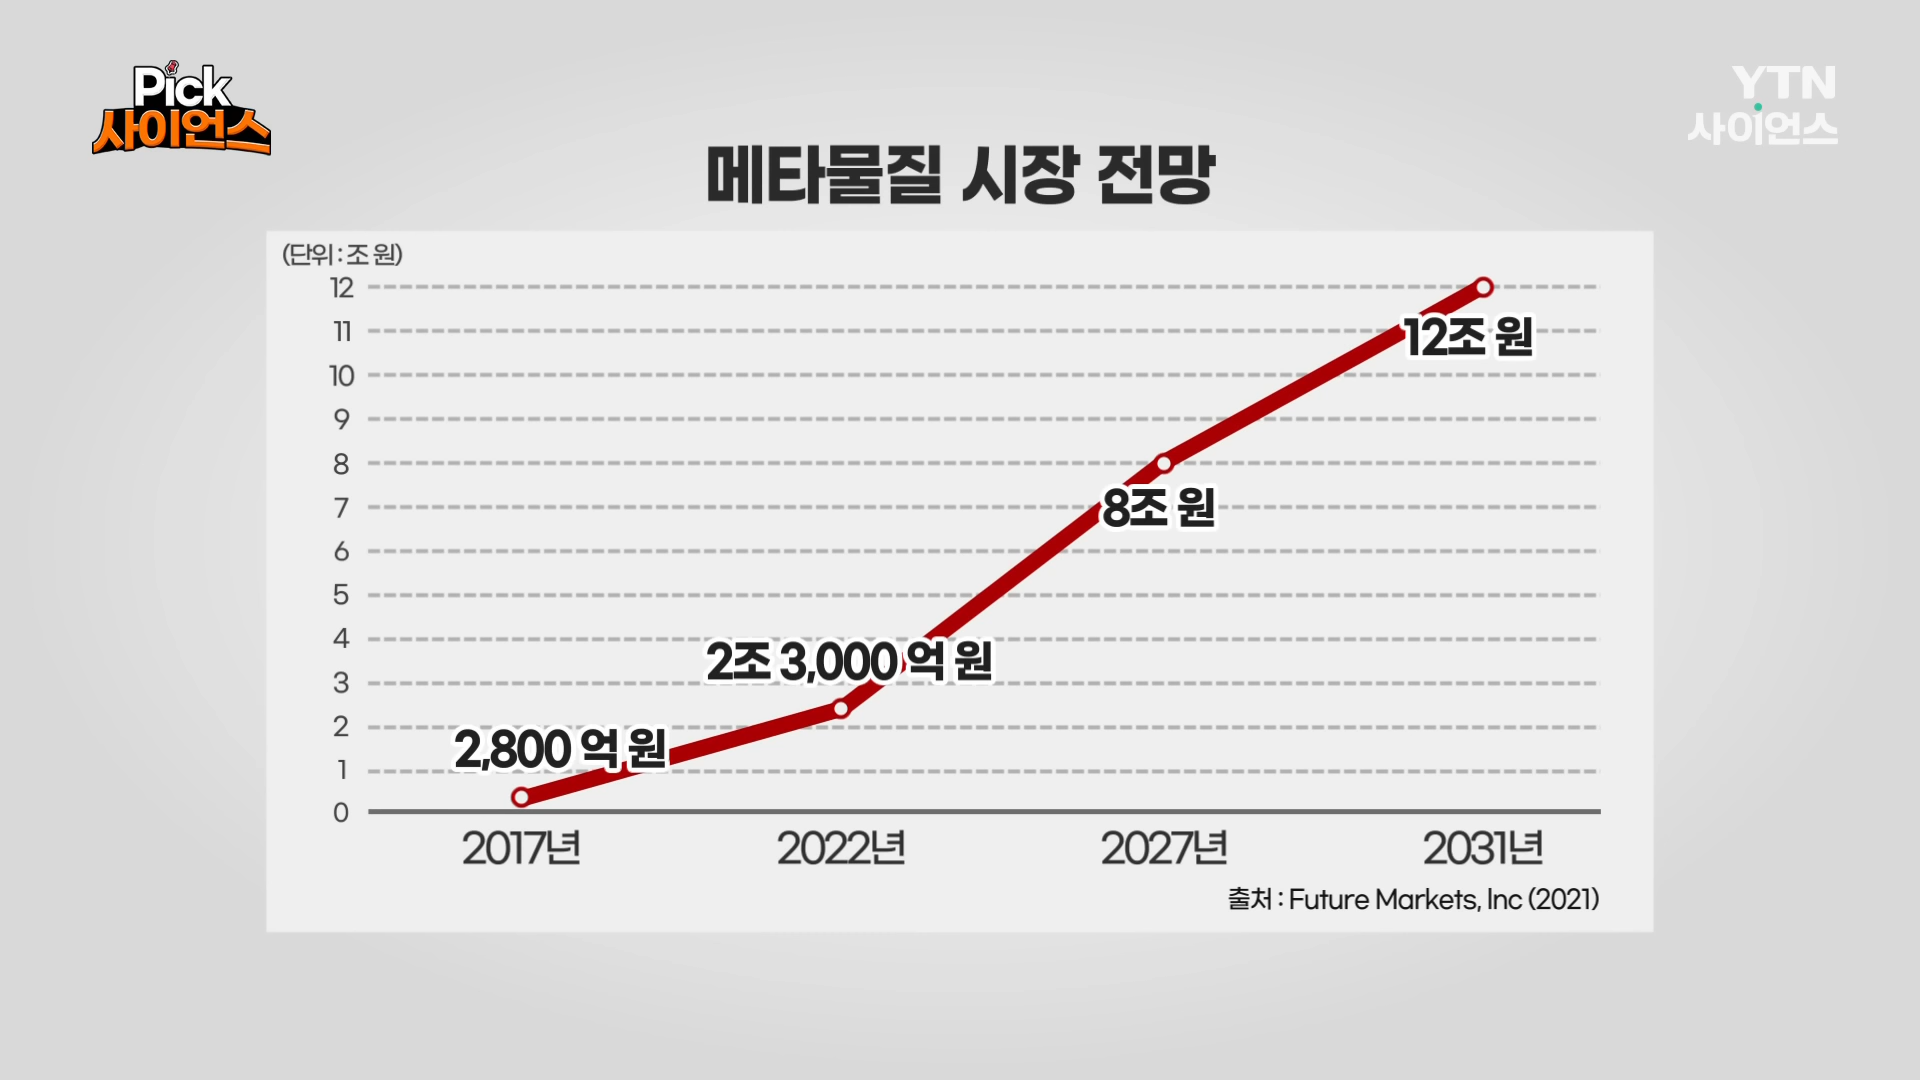 Pick
사이언스
YTN
사이언스
메타물질 시장 전망
(단위 : 조 원)
12
11
10
9
8
7
6
5
4
3
2
1
0
12조 원
8조 원
2조 3,000 억 원
2,800 억 원
2017년 2022년 2027년 2031년
출처 : Future Markets, Inc (2021)